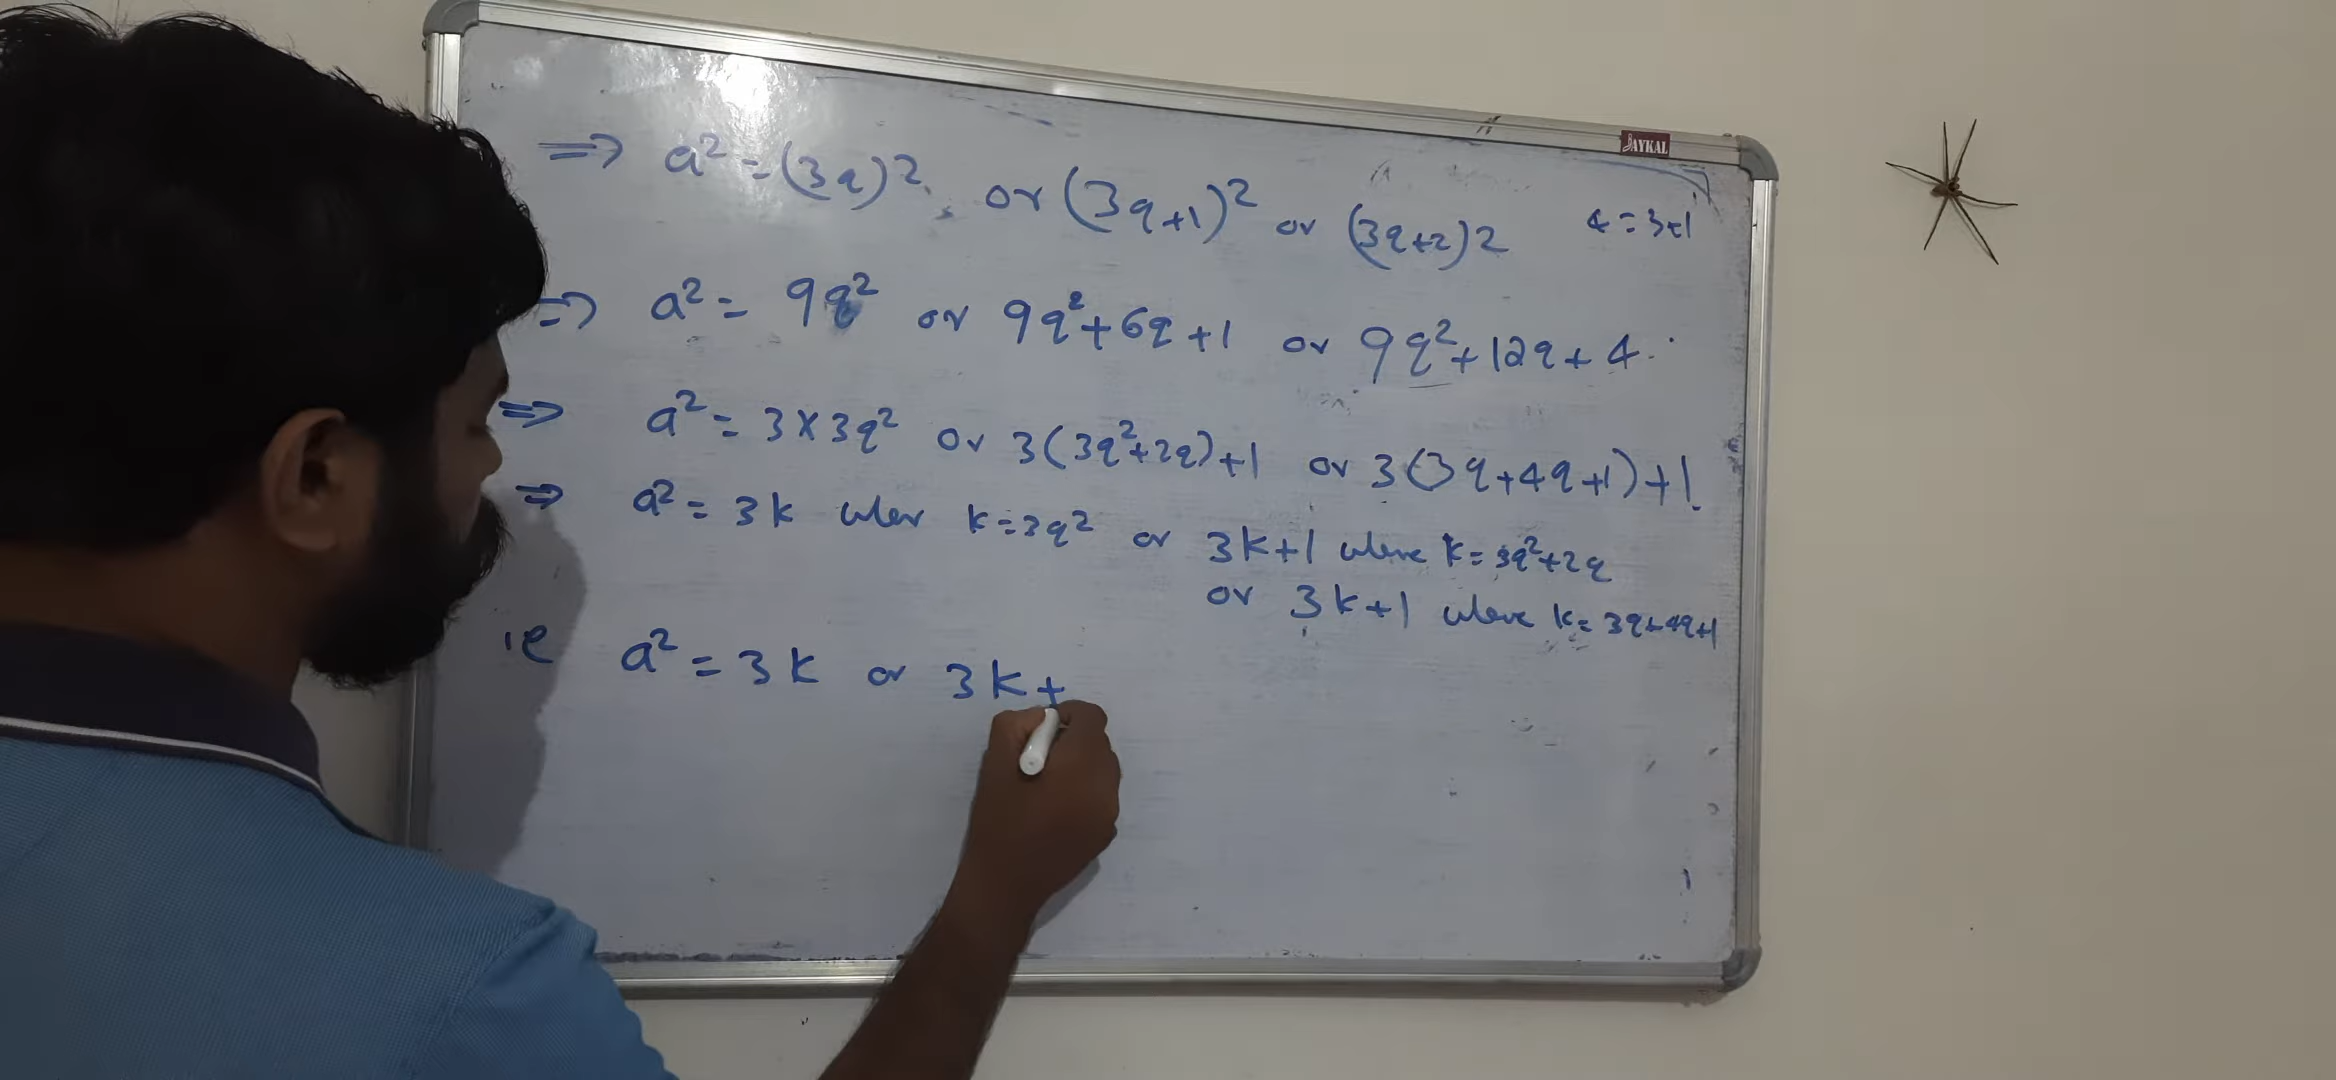 JAYKAL
⇒ a² = (3q)², or (3q+1)² or (3q+2)2 4=3+1
⇒ a² = 9q² or 9q²+6q+1 or 9q²+12q+4
⇒ a² = 3×3q² or 3(3q²+2q)+1 or 3(3q+4q+1)+1
⇒ a² = 3k wher k=3q² or 3k+1 where k=3q²+2q
or 3k+1 where k=3q+4q+1
ie a² = 3k or 3k+